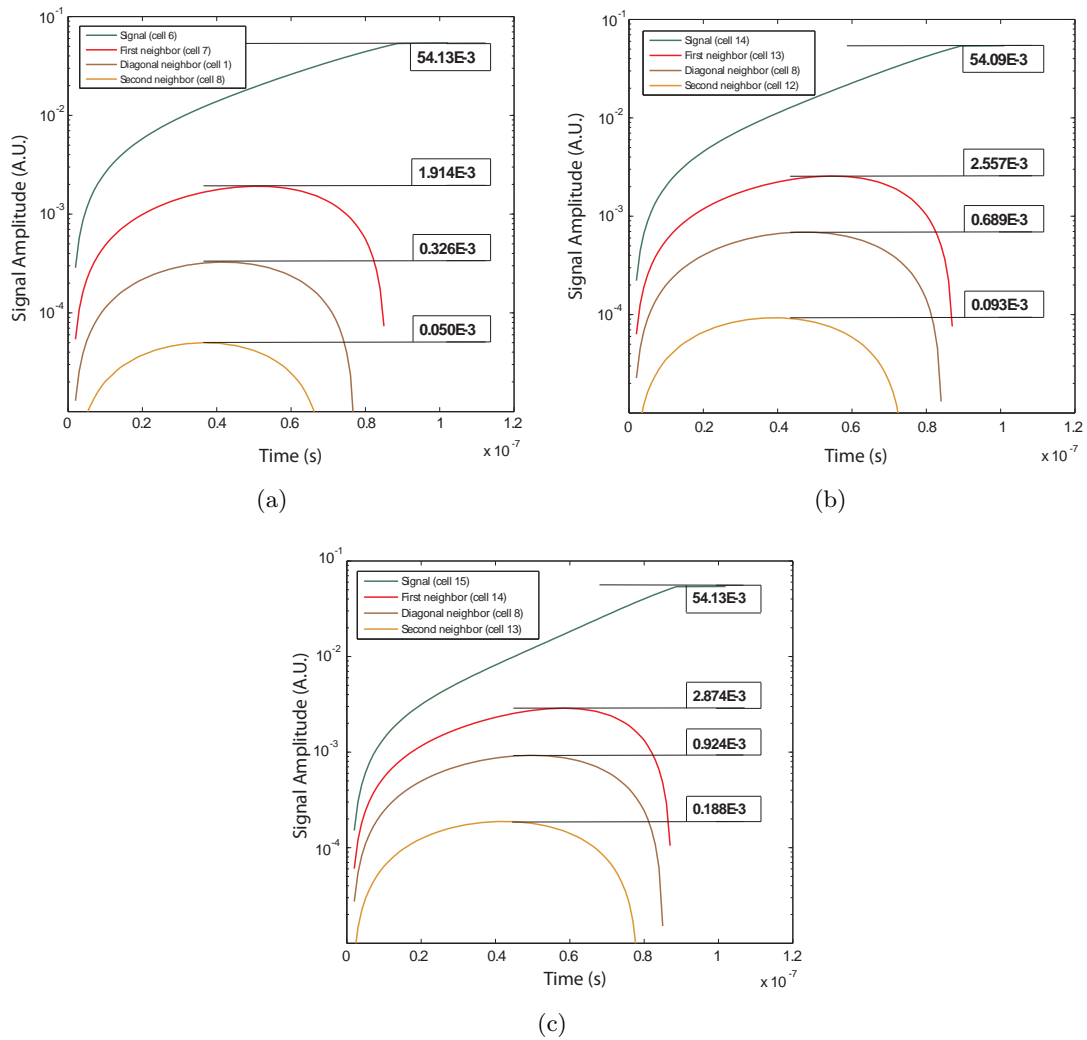 10-1
10-2
10-3
10-4
Signal Amplitude (A.U.)
Signal (cell 6)
First neighbor (cell 7)
Diagonal neighbor (cell 1)
Second neighbor (cell 8)
54.13E-3
1.914E-3
0.326E-3
0.050E-3
0 0.2 0.4 0.6 0.8 1 1.2
x 10-7
Time (s)
(a)
10-1
10-2
10-3
10-4
Signal Amplitude (A.U.)
Signal (cell 14)
First neighbor (cell 13)
Diagonal neighbor (cell 8)
Second neighbor (cell 12)
54.09E-3
2.557E-3
0.689E-3
0.093E-3
0 0.2 0.4 0.6 0.8 1 1.2
x 10-7
Time (s)
(b)
10-1
10-2
10-3
10-4
Signal Amplitude (A.U.)
Signal (cell 15)
First neighbor (cell 14)
Diagonal neighbor (cell 8)
Second neighbor (cell 13)
54.13E-3
2.874E-3
0.924E-3
0.188E-3
0 0.2 0.4 0.6 0.8 1 1.2
x 10-7
Time (s)
(c)